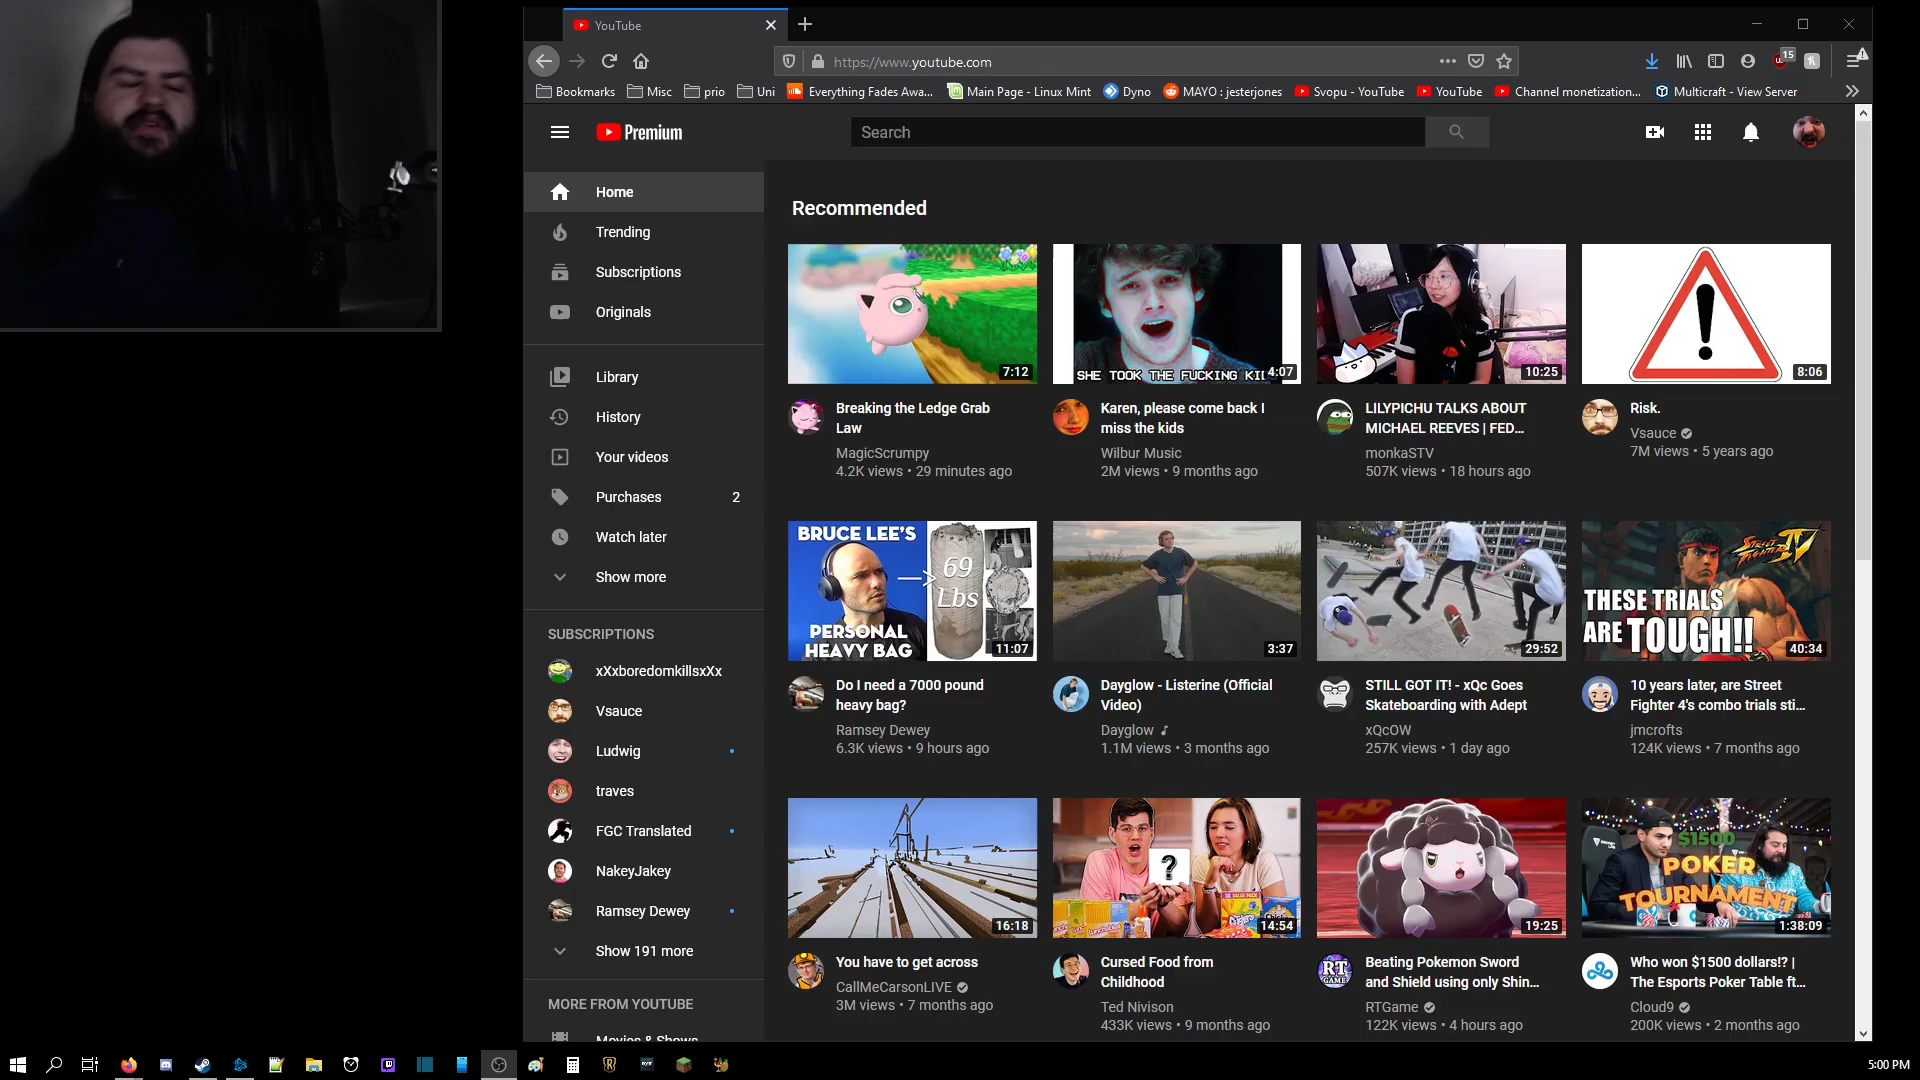 YouTube
https://www.youtube.com
15
Bookmarks
Misc
prio
Uni
Everything Fades Awa...
Main Page - Linux Mint
Dyno
MAYO : jesterjones
Svopu - YouTube
YouTube
Channel monetization...
Multicraft - View Server
Premium
Search
Home
Trending
Subscriptions
Originals
Library
History
Your videos
Purchases 2
Watch later
Show more
SUBSCRIPTIONS
xXxboredomkillsxXx
Vsauce
Ludwig
traves
FGC Translated
NakeyJakey
Ramsey Dewey
Show 191 more
MORE FROM YOUTUBE
Movies & Shows
Recommended
7:12
Breaking the Ledge Grab
Law
MagicScrumpy
4.2K views • 29 minutes ago
SHE TOOK THE FUCKING KI
4:07
Karen, please come back I
miss the kids
Wilbur Music
2M views • 9 months ago
10:25
LILYPICHU TALKS ABOUT
MICHAEL REEVES | FED...
monkaSTV
507K views • 18 hours ago
8:06
Risk.
Vsauce
7M views • 5 years ago
BRUCE LEE'S
69
Lbs
PERSONAL
HEAVY BAG
11:07
Do I need a 7000 pound
heavy bag?
Ramsey Dewey
6.3K views • 9 hours ago
3:37
Dayglow - Listerine (Official
Video)
Dayglow
1.1M views • 3 months ago
29:52
STILL GOT IT! - xQc Goes
Skateboarding with Adept
xQcOW
257K views • 1 day ago
STREET FIGHTER IV
THESE TRIALS
ARE TOUGH!!
40:34
10 years later, are Street
Fighter 4's combo trials sti...
jmcrofts
124K views • 7 months ago
16:18
You have to get across
CallMeCarsonLIVE
3M views • 7 months ago
?
14:54
Cursed Food from
Childhood
Ted Nivison
433K views • 9 months ago
19:25
RT
GAME
Beating Pokemon Sword
and Shield using only Shin...
RTGame
122K views • 4 hours ago
$1500
POKER
TOURNAMENT
1:38:09
Who won $1500 dollars!? |
The Esports Poker Table ft...
Cloud9
200K views • 2 months ago
5:00 PM